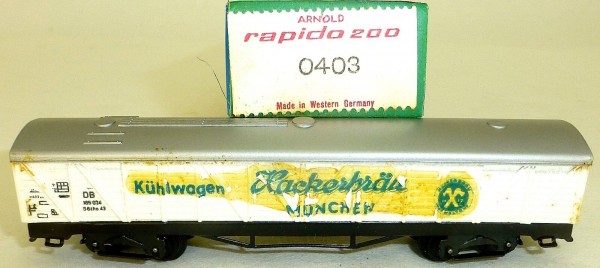 ARNOLD
rapido 200
0403
Made in Western Germany
Kühlwagen Hackerbräu
MÜNCHEN
DB